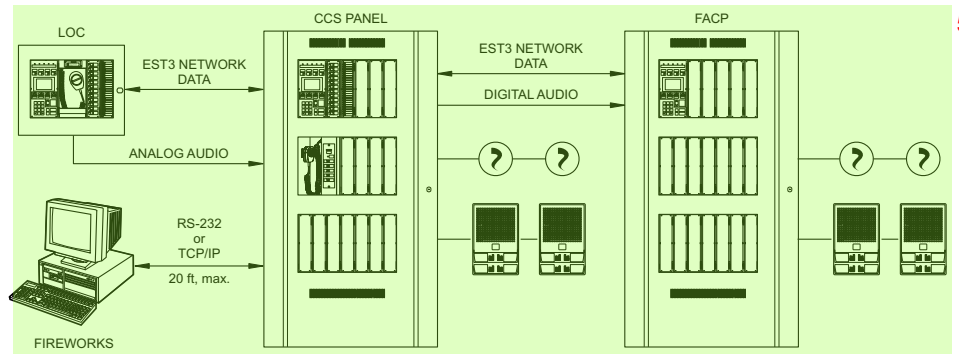 LOC
CCS PANEL
FACP
EST3 NETWORK
DATA
EST3 NETWORK
DATA
DIGITAL AUDIO
ANALOG AUDIO
RS-232
or
TCP/IP
20 ft, max.
FIREWORKS